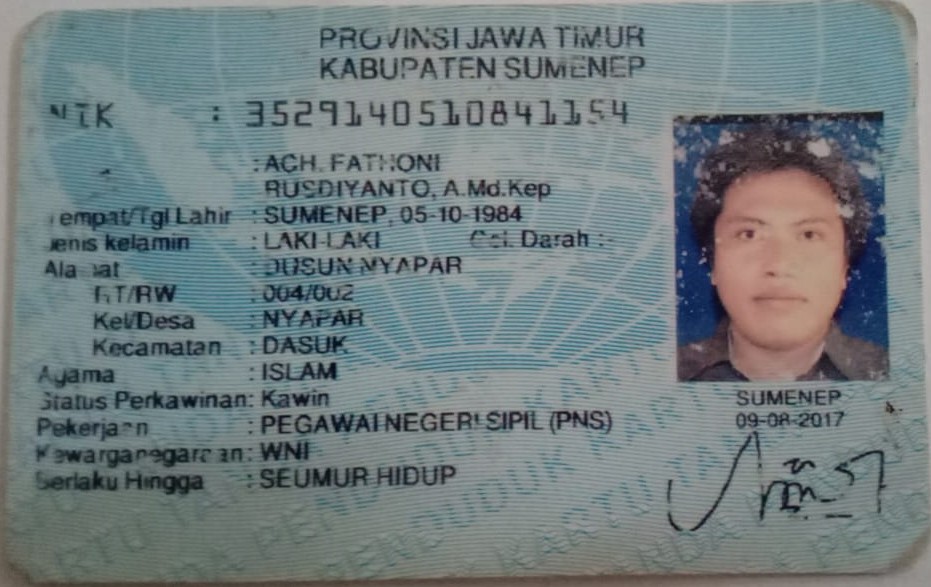 PROVINSI JAWA TIMUR
KABUPATEN SUMENEP
NIK : 3529140510841154
: ACH. FATHONI
RUSDIYANTO, A.Md.Kep
Tempat/Tgl Lahir : SUMENEP, 05-10-1984
Jenis kelamin : LAKI-LAKI Gol. Darah :-
Alamat : DUSUN NYAPAR
RT/RW : 004/002
Kel/Desa : NYAPAR
Kecamatan : DASUK
Agama : ISLAM
Status Perkawinan: Kawin
Pekerjaan : PEGAWAI NEGERI SIPIL (PNS)
Kewarganegaraan: WNI
Berlaku Hingga : SEUMUR HIDUP
SUMENEP
09-08-2017